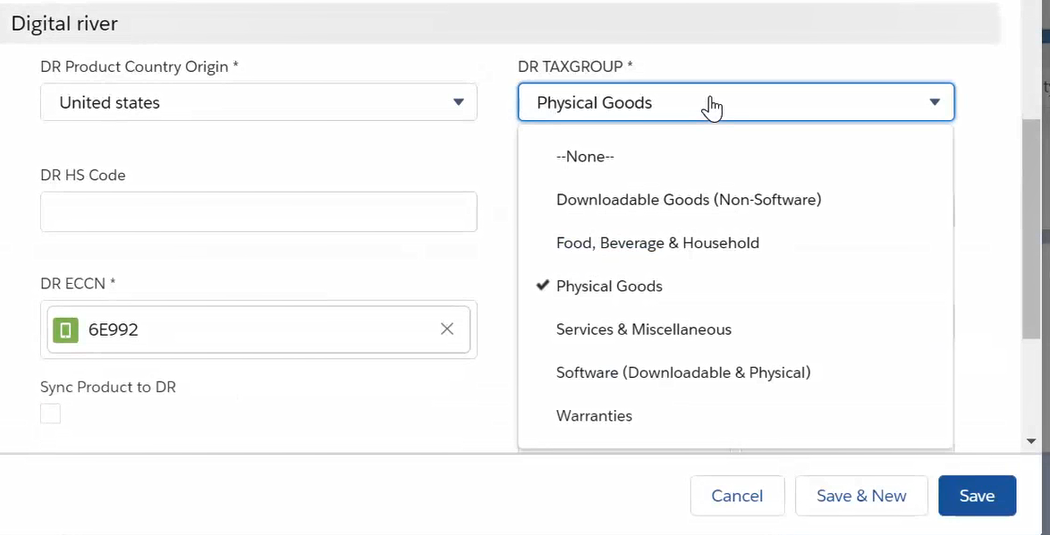 Digital river
DR Product Country Origin *
United states
DR TAXGROUP *
Physical Goods
--None--
Downloadable Goods (Non-Software)
Food, Beverage & Household
Physical Goods
Services & Miscellaneous
Software (Downloadable & Physical)
Warranties
DR HS Code
DR ECCN *
6E992
Sync Product to DR
Cancel
Save & New
Save